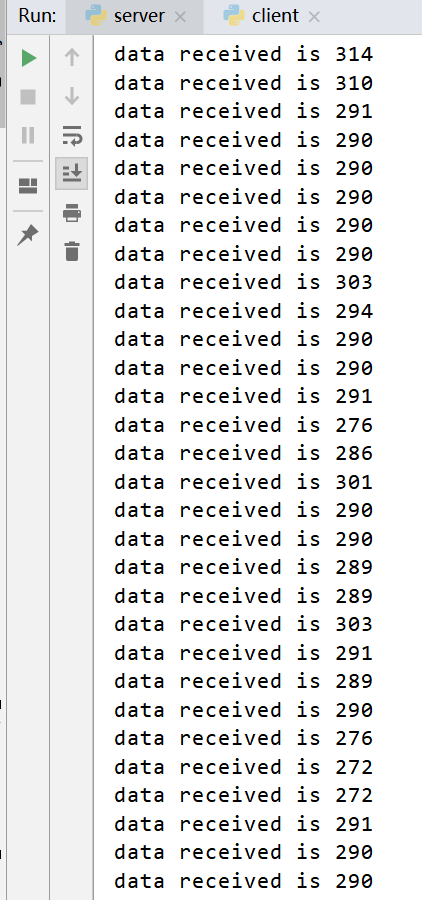 Run: server client
data received is 314
data received is 310
data received is 291
data received is 290
data received is 290
data received is 290
data received is 290
data received is 290
data received is 303
data received is 294
data received is 290
data received is 290
data received is 291
data received is 276
data received is 286
data received is 301
data received is 290
data received is 290
data received is 289
data received is 289
data received is 303
data received is 291
data received is 289
data received is 290
data received is 276
data received is 272
data received is 272
data received is 291
data received is 290
data received is 290